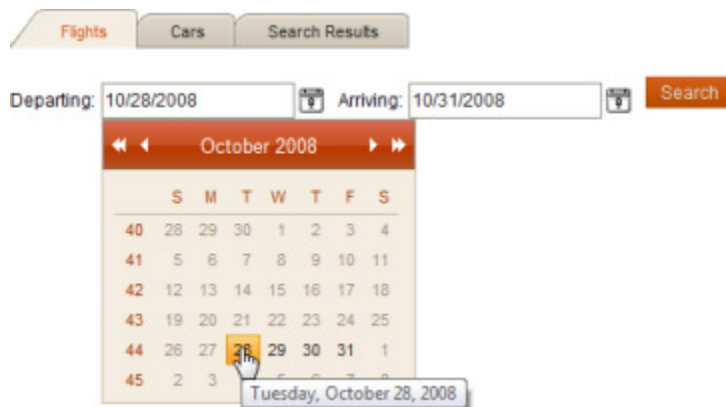 Flights Cars Search Results
Departing: 10/28/2008 Arriving: 10/31/2008 Search
October 2008
S M T W T F S
40 28 29 30 1 2 3 4
41 5 6 7 8 9 10 11
42 12 13 14 15 16 17 18
43 19 20 21 22 23 24 25
44 26 27 28 29 30 31 1
45 2 3
Tuesday, October 28, 2008